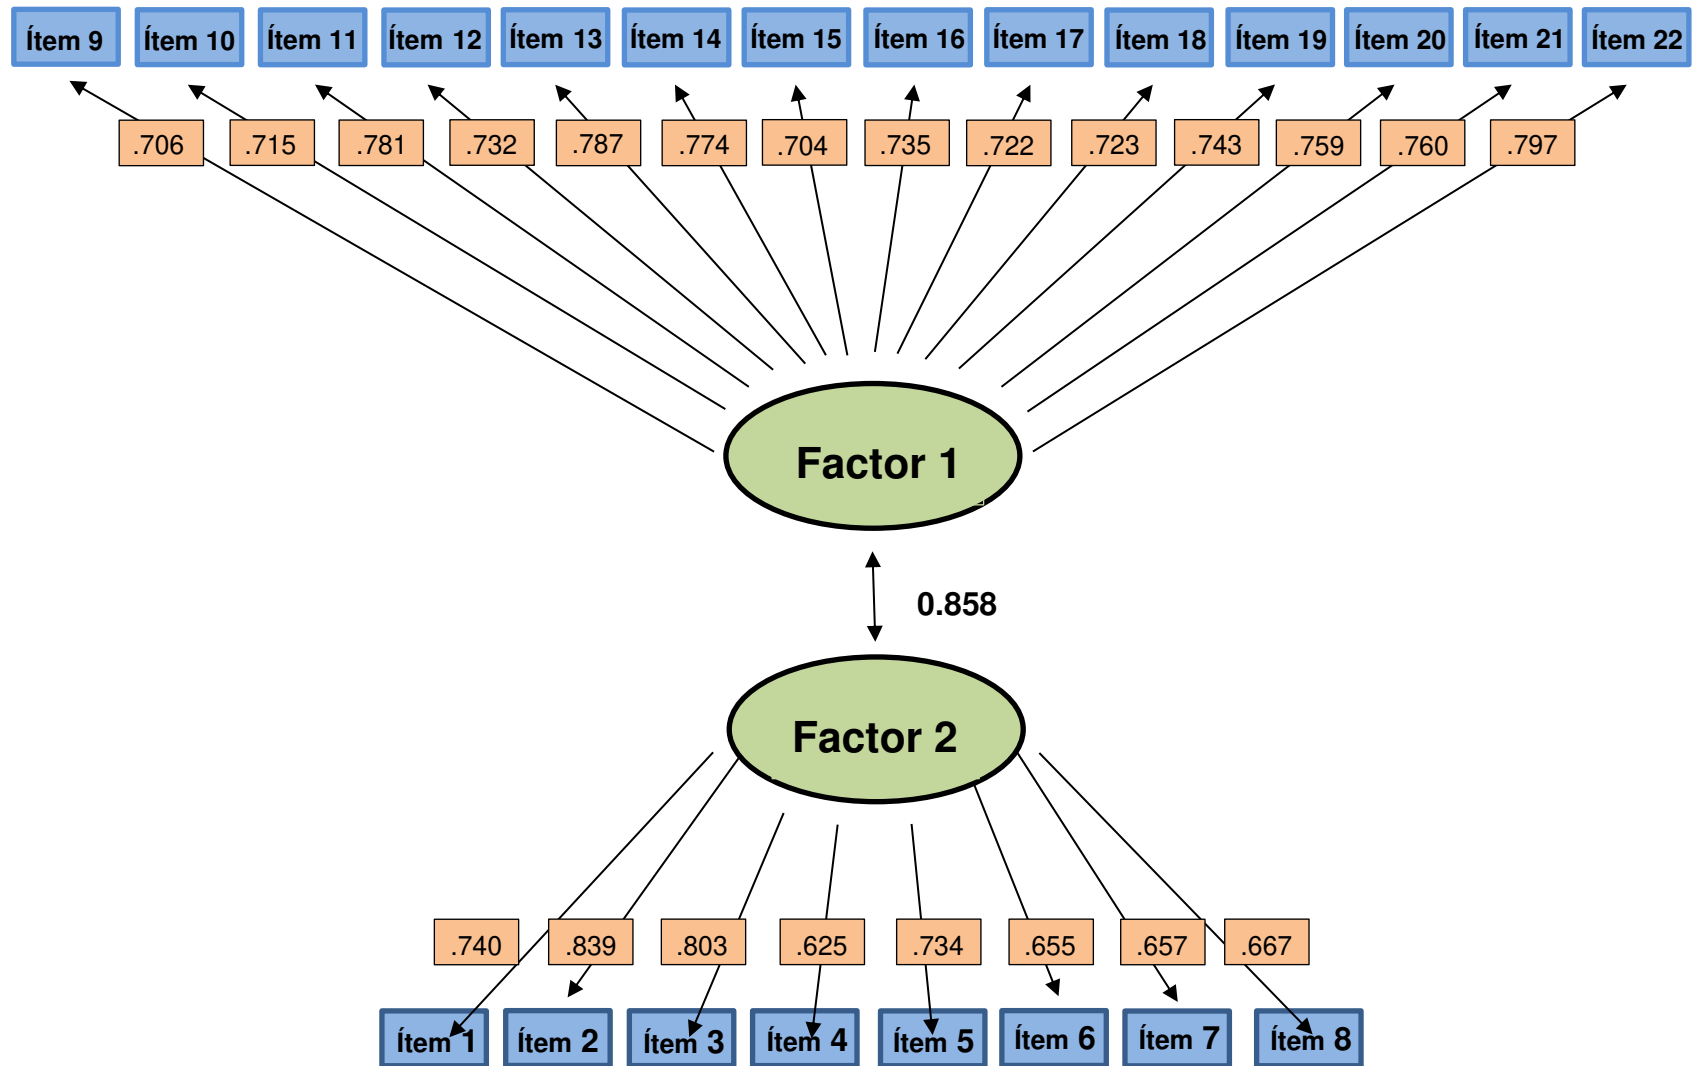 Ítem 9 Ítem 10 Ítem 11 Ítem 12 Ítem 13 Ítem 14 Ítem 15 Ítem 16 Ítem 17 Ítem 18 Ítem 19 Ítem 20 Ítem 21 Ítem 22
.706 .715 .781 .732 .787 .774 .704 .735 .722 .723 .743 .759 .760 .797
Factor 1
0.858
Factor 2
.740 .839 .803 .625 .734 .655 .657 .667
Ítem 1 Ítem 2 Ítem 3 Ítem 4 Ítem 5 Ítem 6 Ítem 7 Ítem 8